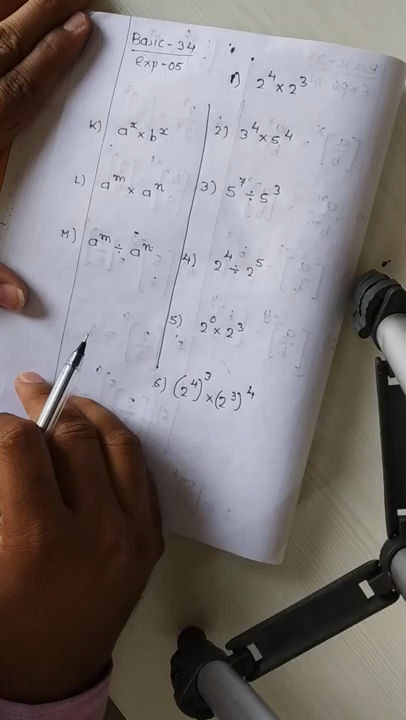 Basic-34
exp-05
K) aˣ×bˣ
L) aᵐ × aⁿ
M) aᵐ ÷ aⁿ
1) 2⁴×2³
2) 3⁴×5⁴
3) 5⁷÷5³
4) 2⁴÷2⁵
5) 2⁰×2³
6) (2⁴)³×(2³)⁴